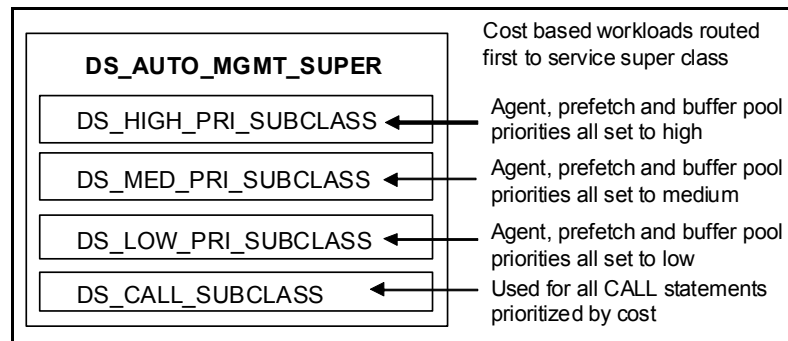 Cost based workloads routed
first to service super class
DS_AUTO_MGMT_SUPER
DS_HIGH_PRI_SUBCLASS
Agent, prefetch and buffer pool
priorities all set to high
DS_MED_PRI_SUBCLASS
Agent, prefetch and buffer pool
priorities all set to medium
DS_LOW_PRI_SUBCLASS
Agent, prefetch and buffer pool
priorities all set to low
DS_CALL_SUBCLASS
Used for all CALL statements
prioritized by cost